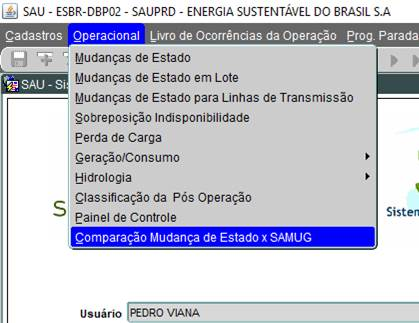 SAU - ESBR-DBP02 - SAUPRD - ENERGIA SUSTENTÁVEL DO BRASIL S.A
Cadastros Operacional Livro de Ocorrências da Operação Prog. Parada
SAU - Sis
Mudanças de Estado
Mudanças de Estado em Lote
Mudanças de Estado para Linhas de Transmissão
Sobreposição Indisponibilidade
Perda de Carga
Geração/Consumo
Hidrologia
Classificação da Pós Operação
Painel de Controle
Comparação Mudança de Estado x SAMUG
S
Sistem
Usuário PEDRO VIANA